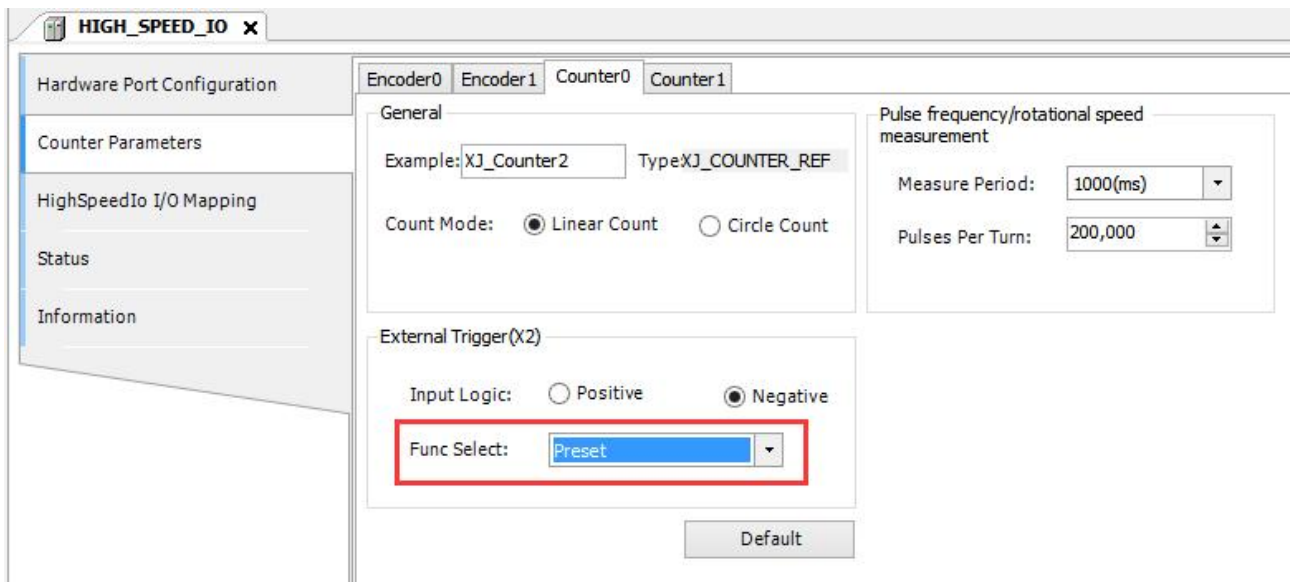 HIGH_SPEED_IO X
Hardware Port Configuration
Counter Parameters
HighSpeedIo I/O Mapping
Status
Information
Encoder0 Encoder1 Counter0 Counter1
General
Example: XJ_Counter2 Type:XJ_COUNTER_REF
Count Mode: Linear Count Circle Count
Pulse frequency/rotational speed
measurement
Measure Period: 1000(ms)
Pulses Per Turn: 200,000
External Trigger(X2)
Input Logic: Positive Negative
Func Select: Preset
Default